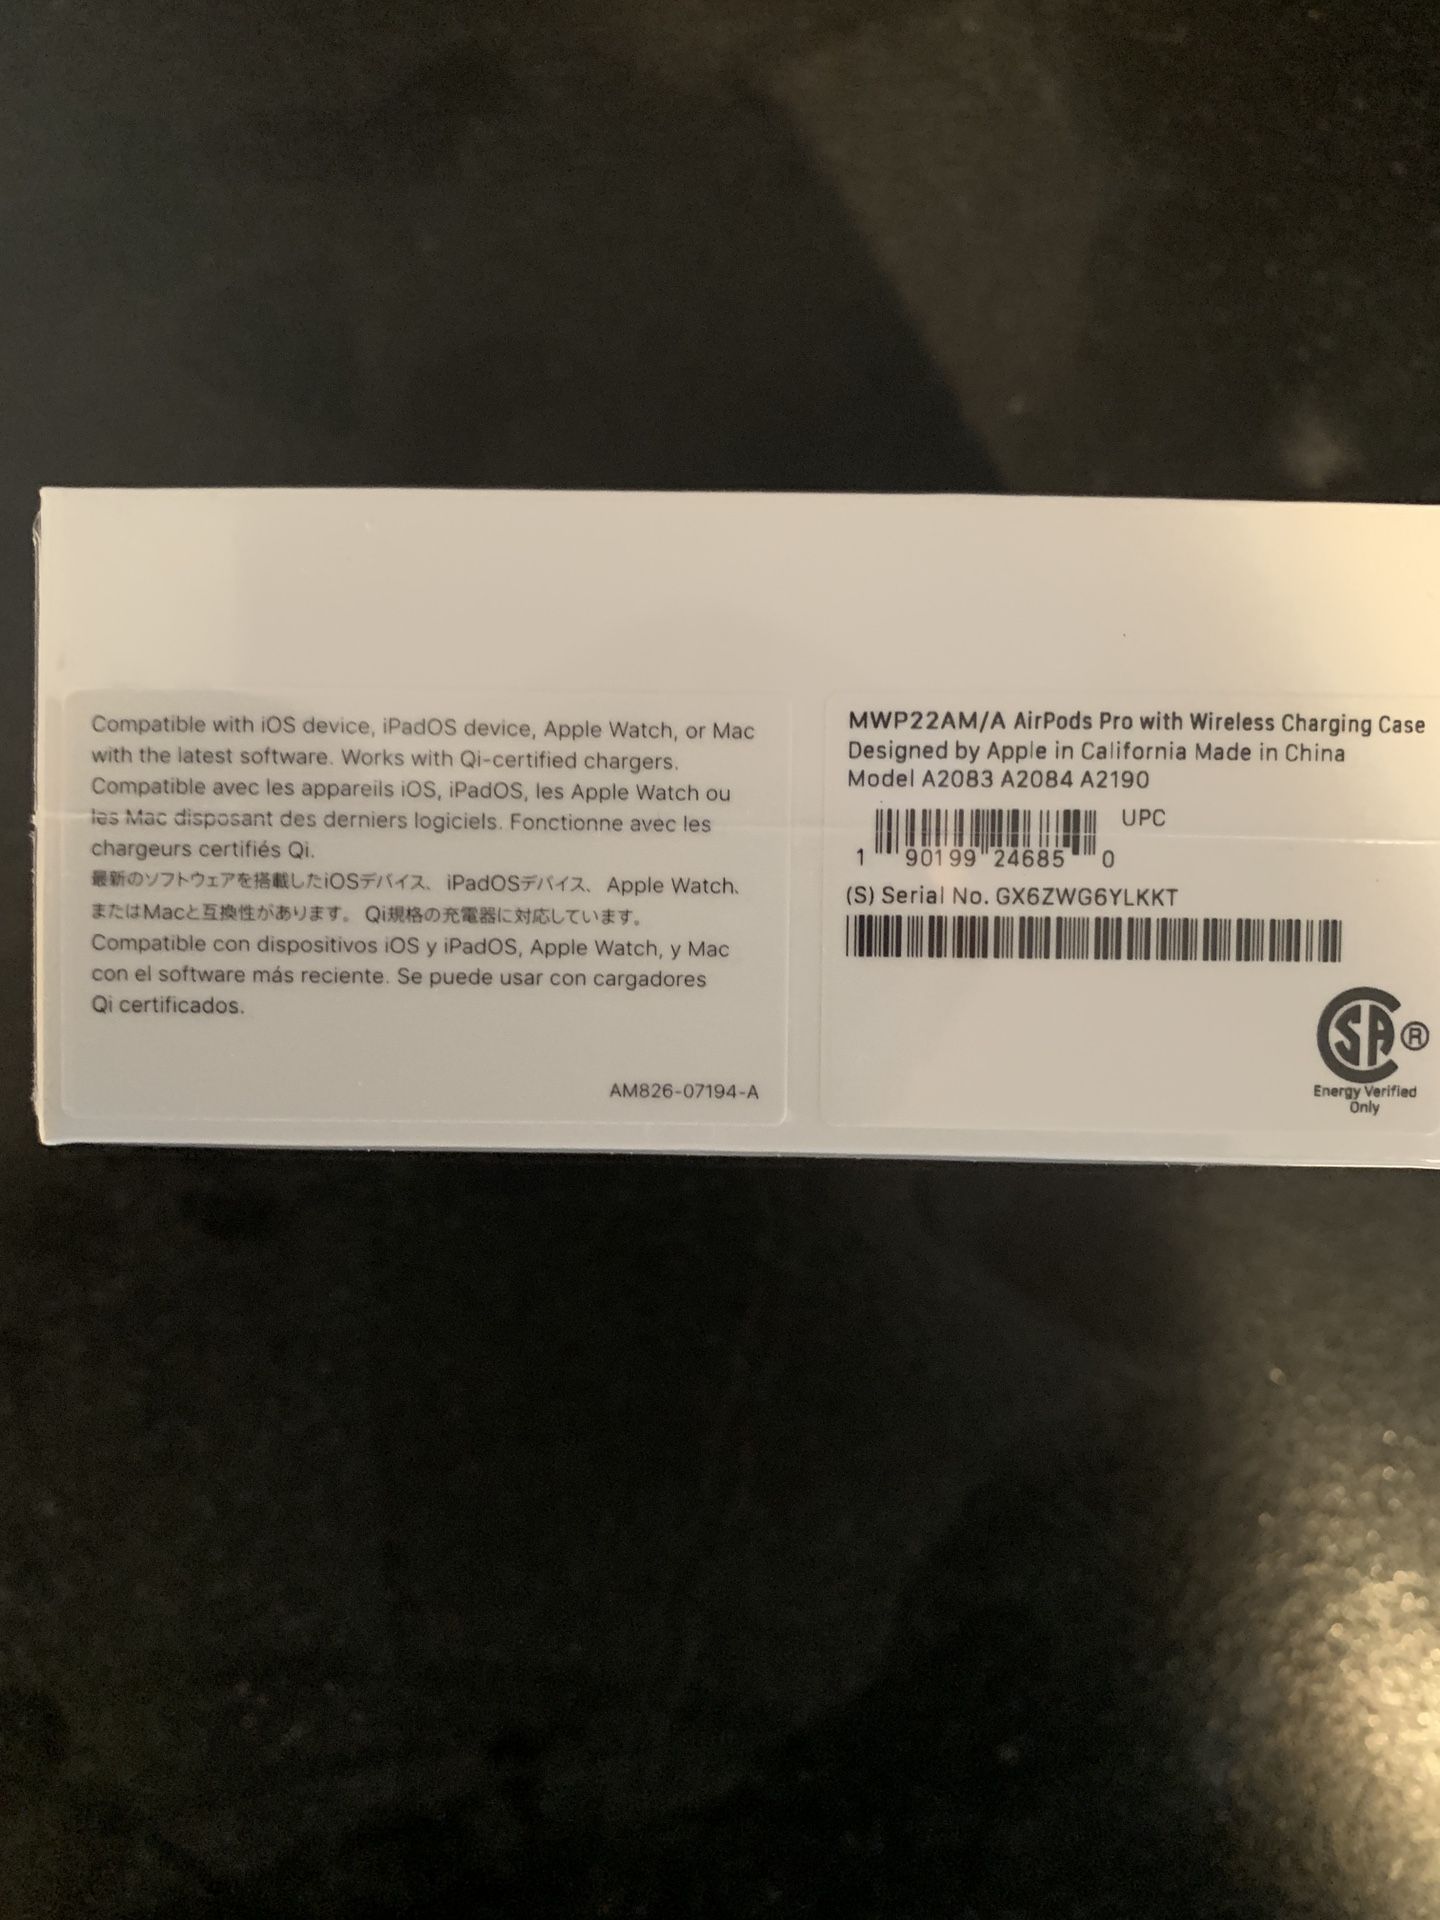 Compatible with iOS device, iPadOS device, Apple Watch, or Mac
with the latest software. Works with Qi-certified chargers.
Compatible avec les appareils iOS, iPadOS, les Apple Watch ou
les Mac disposant des derniers logiciels. Fonctionne avec les
chargeurs certifiés Qi.
最新のソフトウェアを搭載したiOSデバイス、iPadOSデバイス、Apple Watch、
またはMacと互換性があります。Qi規格の充電器に対応しています。
Compatible con dispositivos iOS y iPadOS, Apple Watch, y Mac
con el software más reciente. Se puede usar con cargadores
Qi certificados.
AM826-07194-A
MWP22AM/A AirPods Pro with Wireless Charging Case
Designed by Apple in California Made in China
Model A2083 A2084 A2190
UPC
1 90199 24685 0
(S) Serial No. GX6ZWG6YLKKT
SA ®
Energy Verified
Only